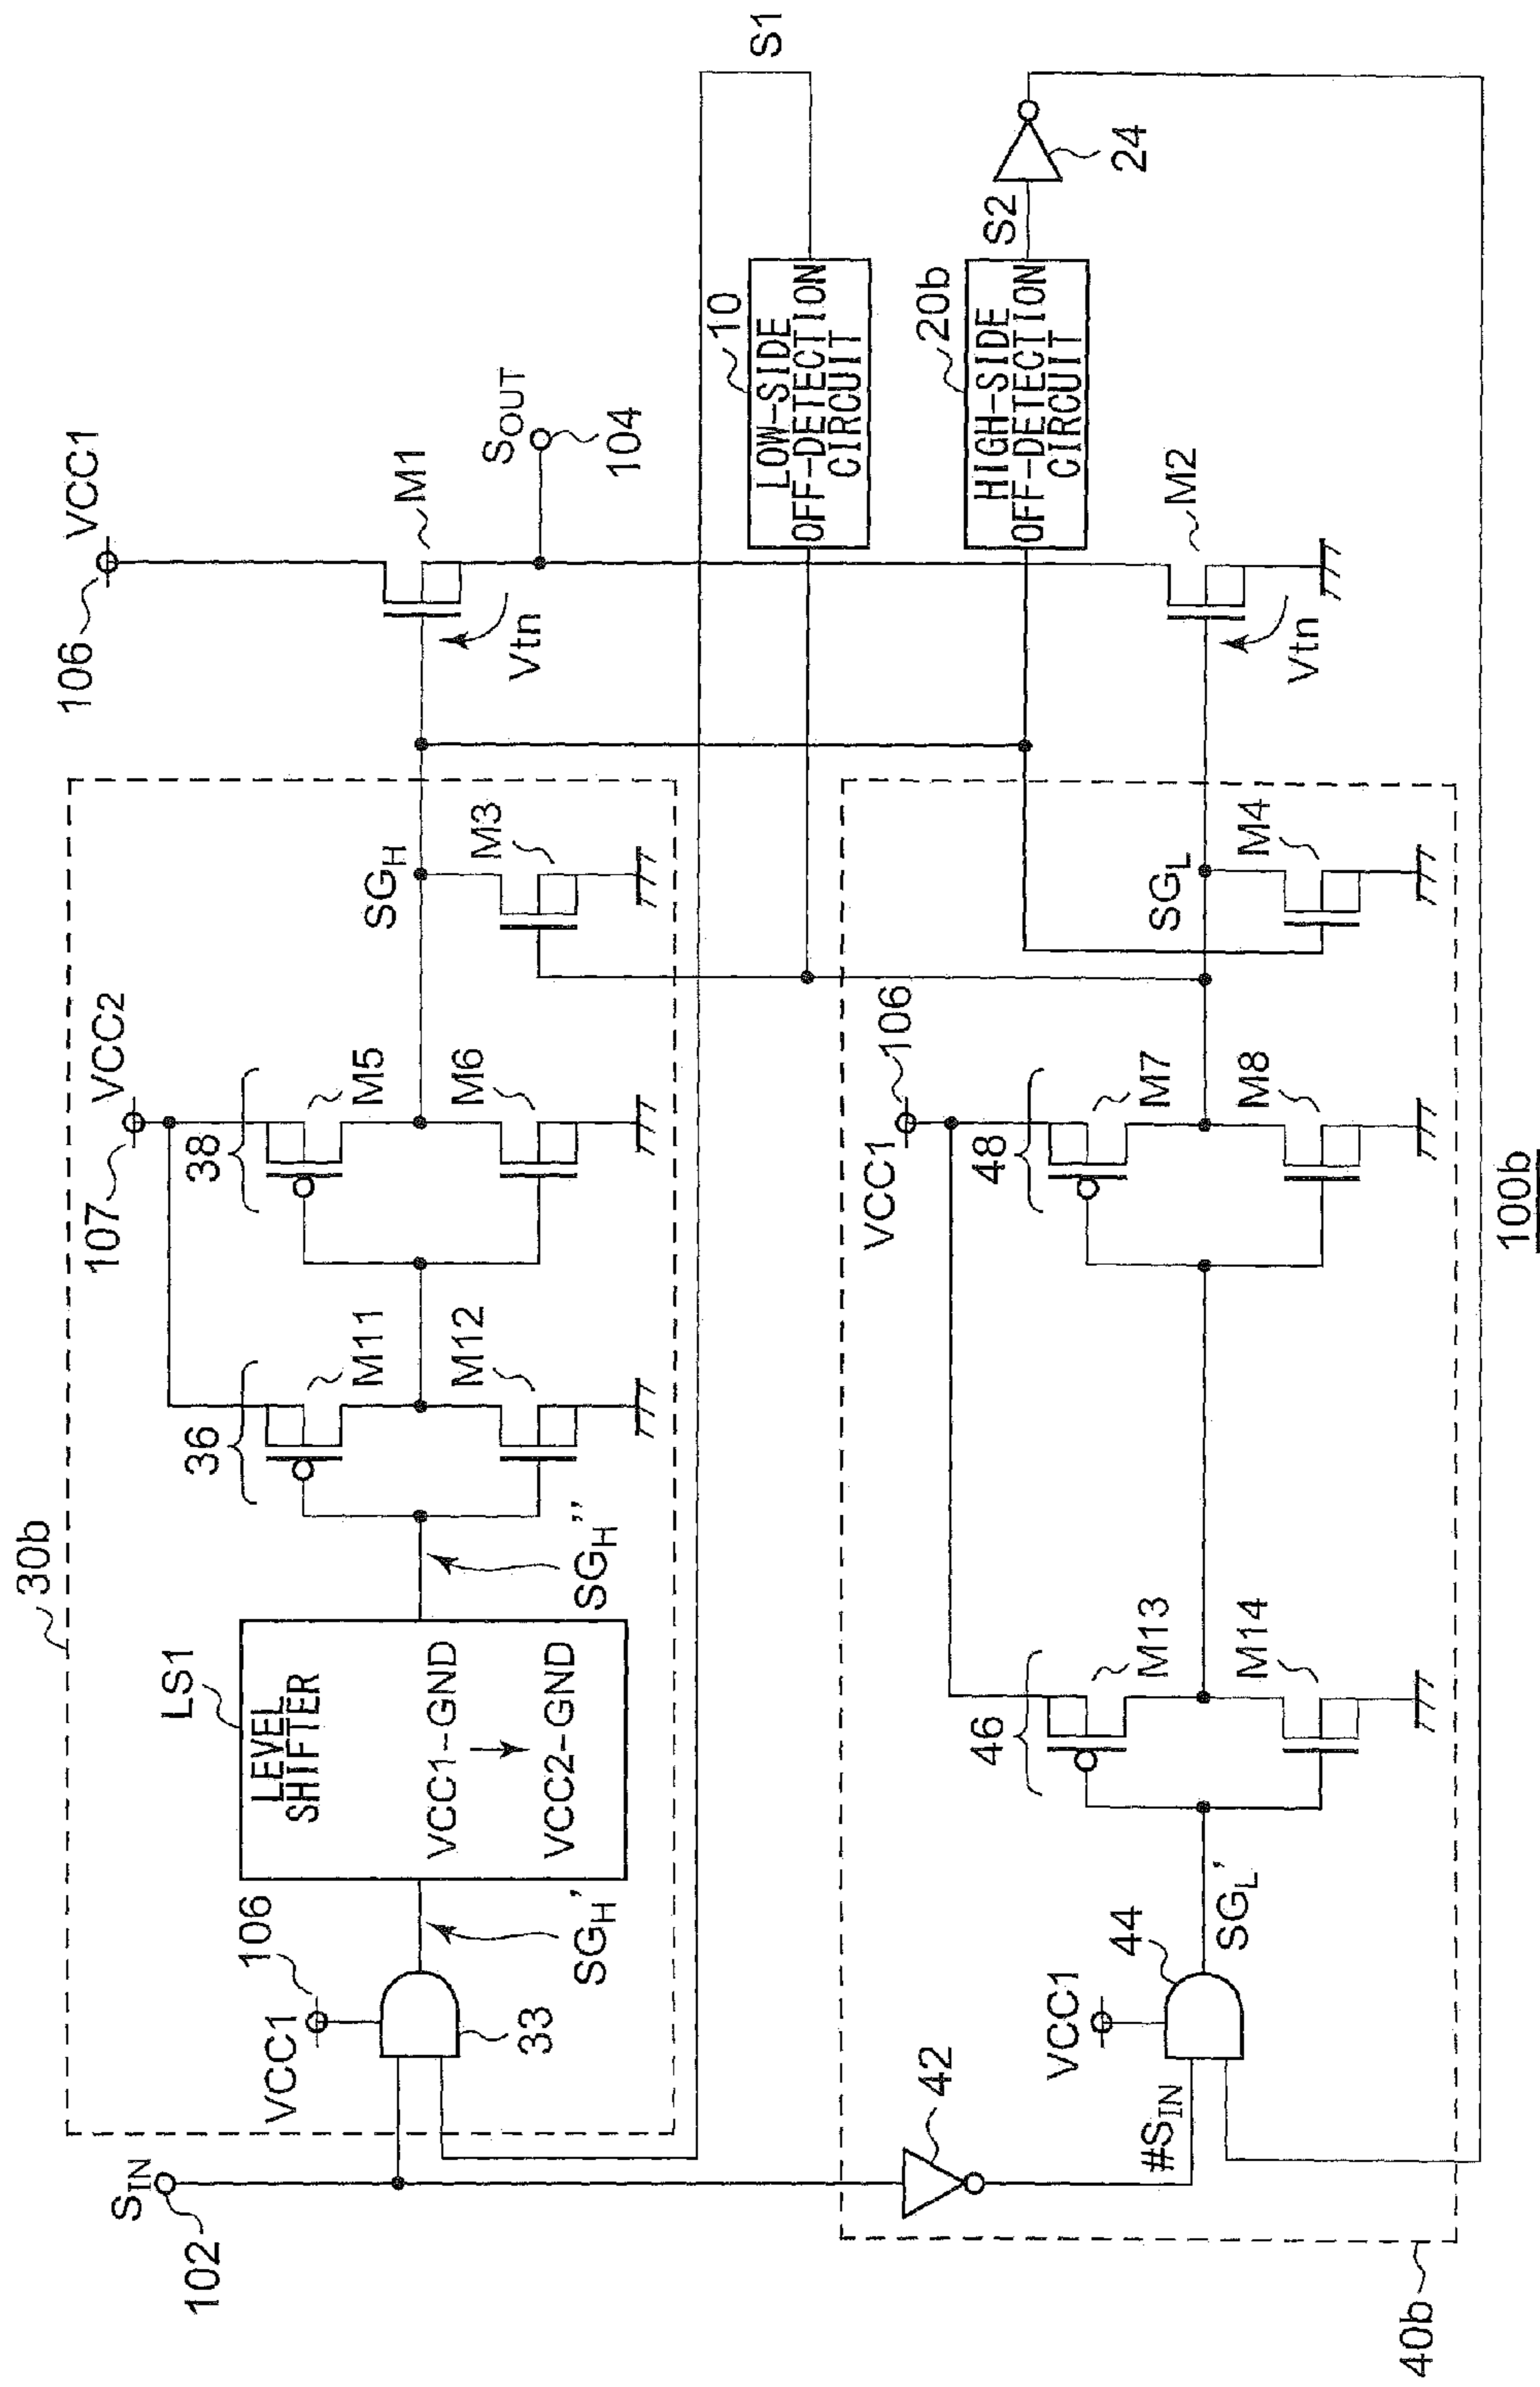 30b
VCC2
107
VCC1
106
38
M5
M6
SGH
M3
M1
Vtn
SOUT
104
36
M11
M12
SGH''
LS1
LEVEL
SHIFTER
VCC1-GND
VCC2-GND
SGH'
VCC1
106
33
SIN
102
S1
10
LOW-SIDE
OFF-DETECTION
CIRCUIT
20b
HIGH-SIDE
OFF-DETECTION
CIRCUIT
S2
24
42
#SIN
VCC1
44
SGL'
46
M13
M14
VCC1
106
48
M7
M8
SGL
M4
M2
Vtn
40b
100b